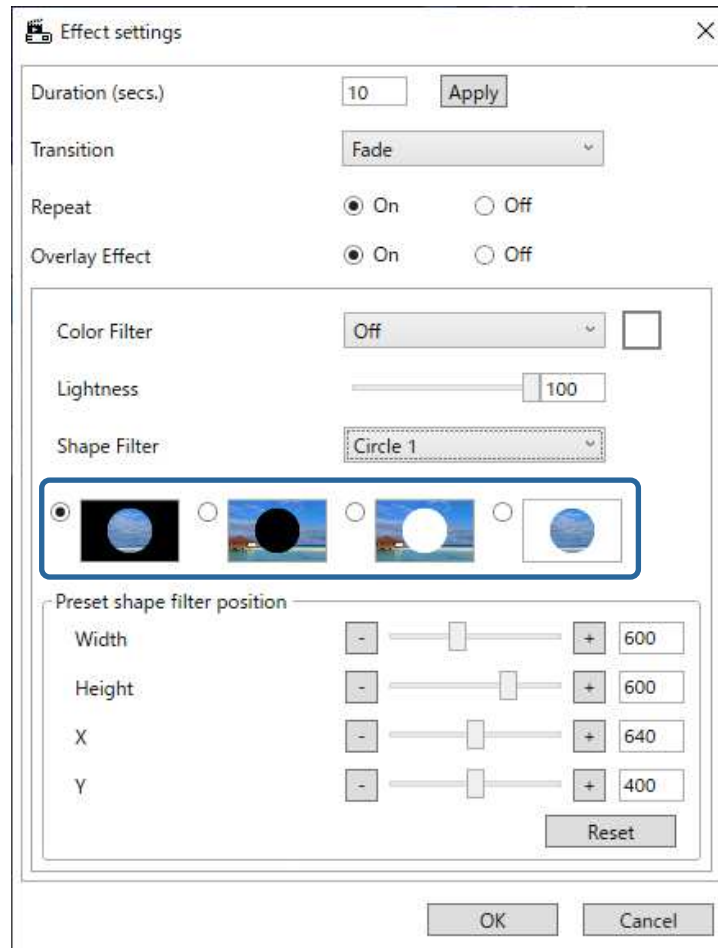 Effect settings
Duration (secs.) 10 Apply
Transition Fade
Repeat On Off
Overlay Effect On Off
Color Filter Off
Lightness 100
Shape Filter Circle 1
Preset shape filter position
Width - + 600
Height - + 600
X - + 640
Y - + 400
Reset
OK Cancel